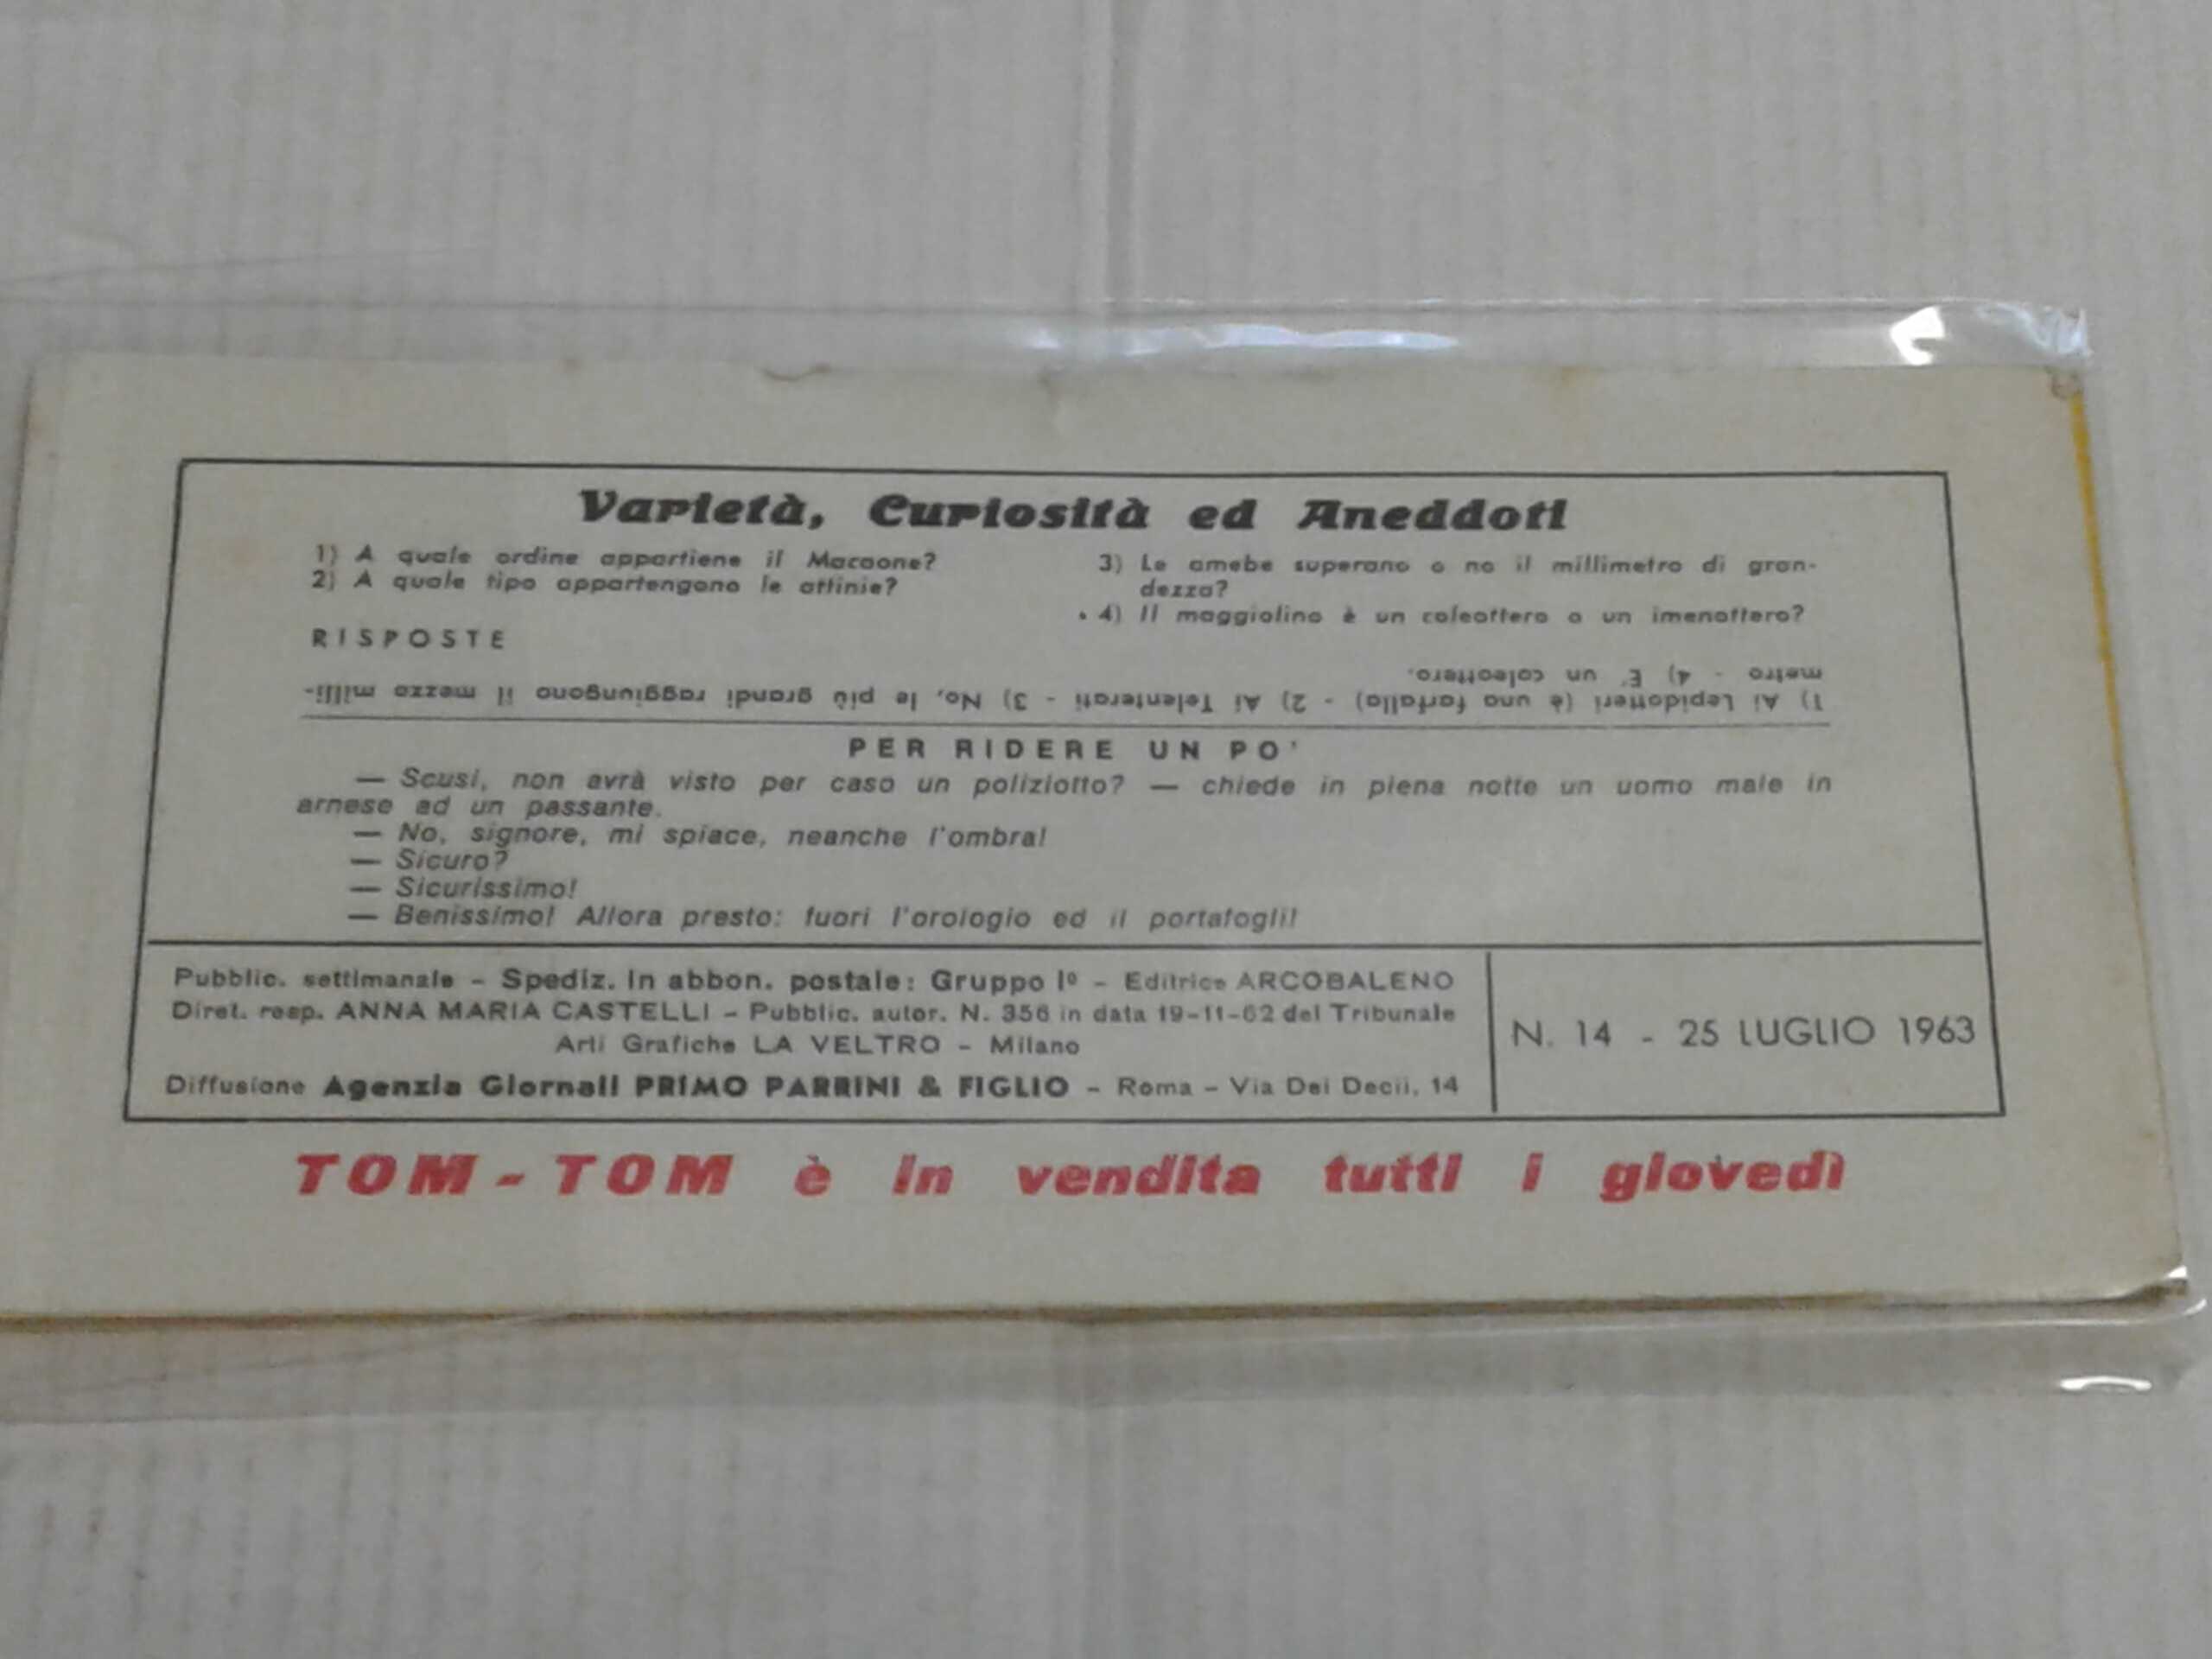 Varietà, Curiosità ed Aneddoti
1) A quale ordine appartiene il Macaone?
2) A quale tipo appartengono le attinie?
3) Le amebe superano o no il millimetro di gran-
dezza?
4) Il maggiolino è un coleottero o un imenottero?
RISPOSTE
1) Ai Lepidotteri (è una farfalla) - 2) Ai Telenterati - 3) No, le più grandi raggiungono il mezzo milli-
metro - 4) E' un coleottero.
PER RIDERE UN PO'
— Scusi, non avrà visto per caso un poliziotto? — chiede in piena notte un uomo male in
arnese ad un passante.
— No, signore, mi spiace, neanche l'ombra!
— Sicuro?
— Sicurissimo!
— Benissimo! Allora presto: fuori l'orologio ed il portafogli!
Pubblic. settimanale - Spediz. in abbon. postale: Gruppo Iº - Editrice ARCOBALENO
Diret. resp. ANNA MARIA CASTELLI - Pubblic. autor. N. 356 in data 19-11-62 del Tribunale
Arti Grafiche LA VELTRO - Milano
Diffusione Agenzia Giornali PRIMO PARRINI & FIGLIO - Roma - Via Dei Decii, 14
N. 14 - 25 LUGLIO 1963
TOM-TOM è in vendita tutti i giovedì